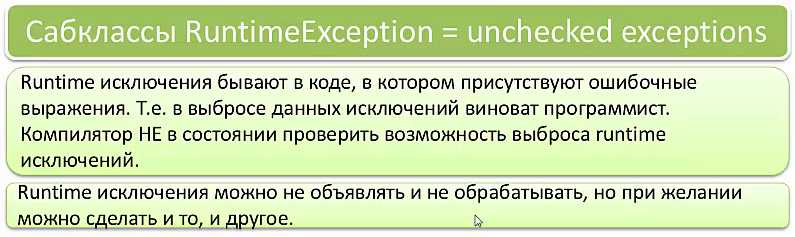 Сабклассы RuntimeException = unchecked exceptions
Runtime исключения бывают в коде, в котором присутствуют ошибочные
выражения. Т.е. в выбросе данных исключений виноват программист.
Компилятор НЕ в состоянии проверить возможность выброса runtime
исключений.
Runtime исключения можно не объявлять и не обрабатывать, но при желании
можно сделать и то, и другое.